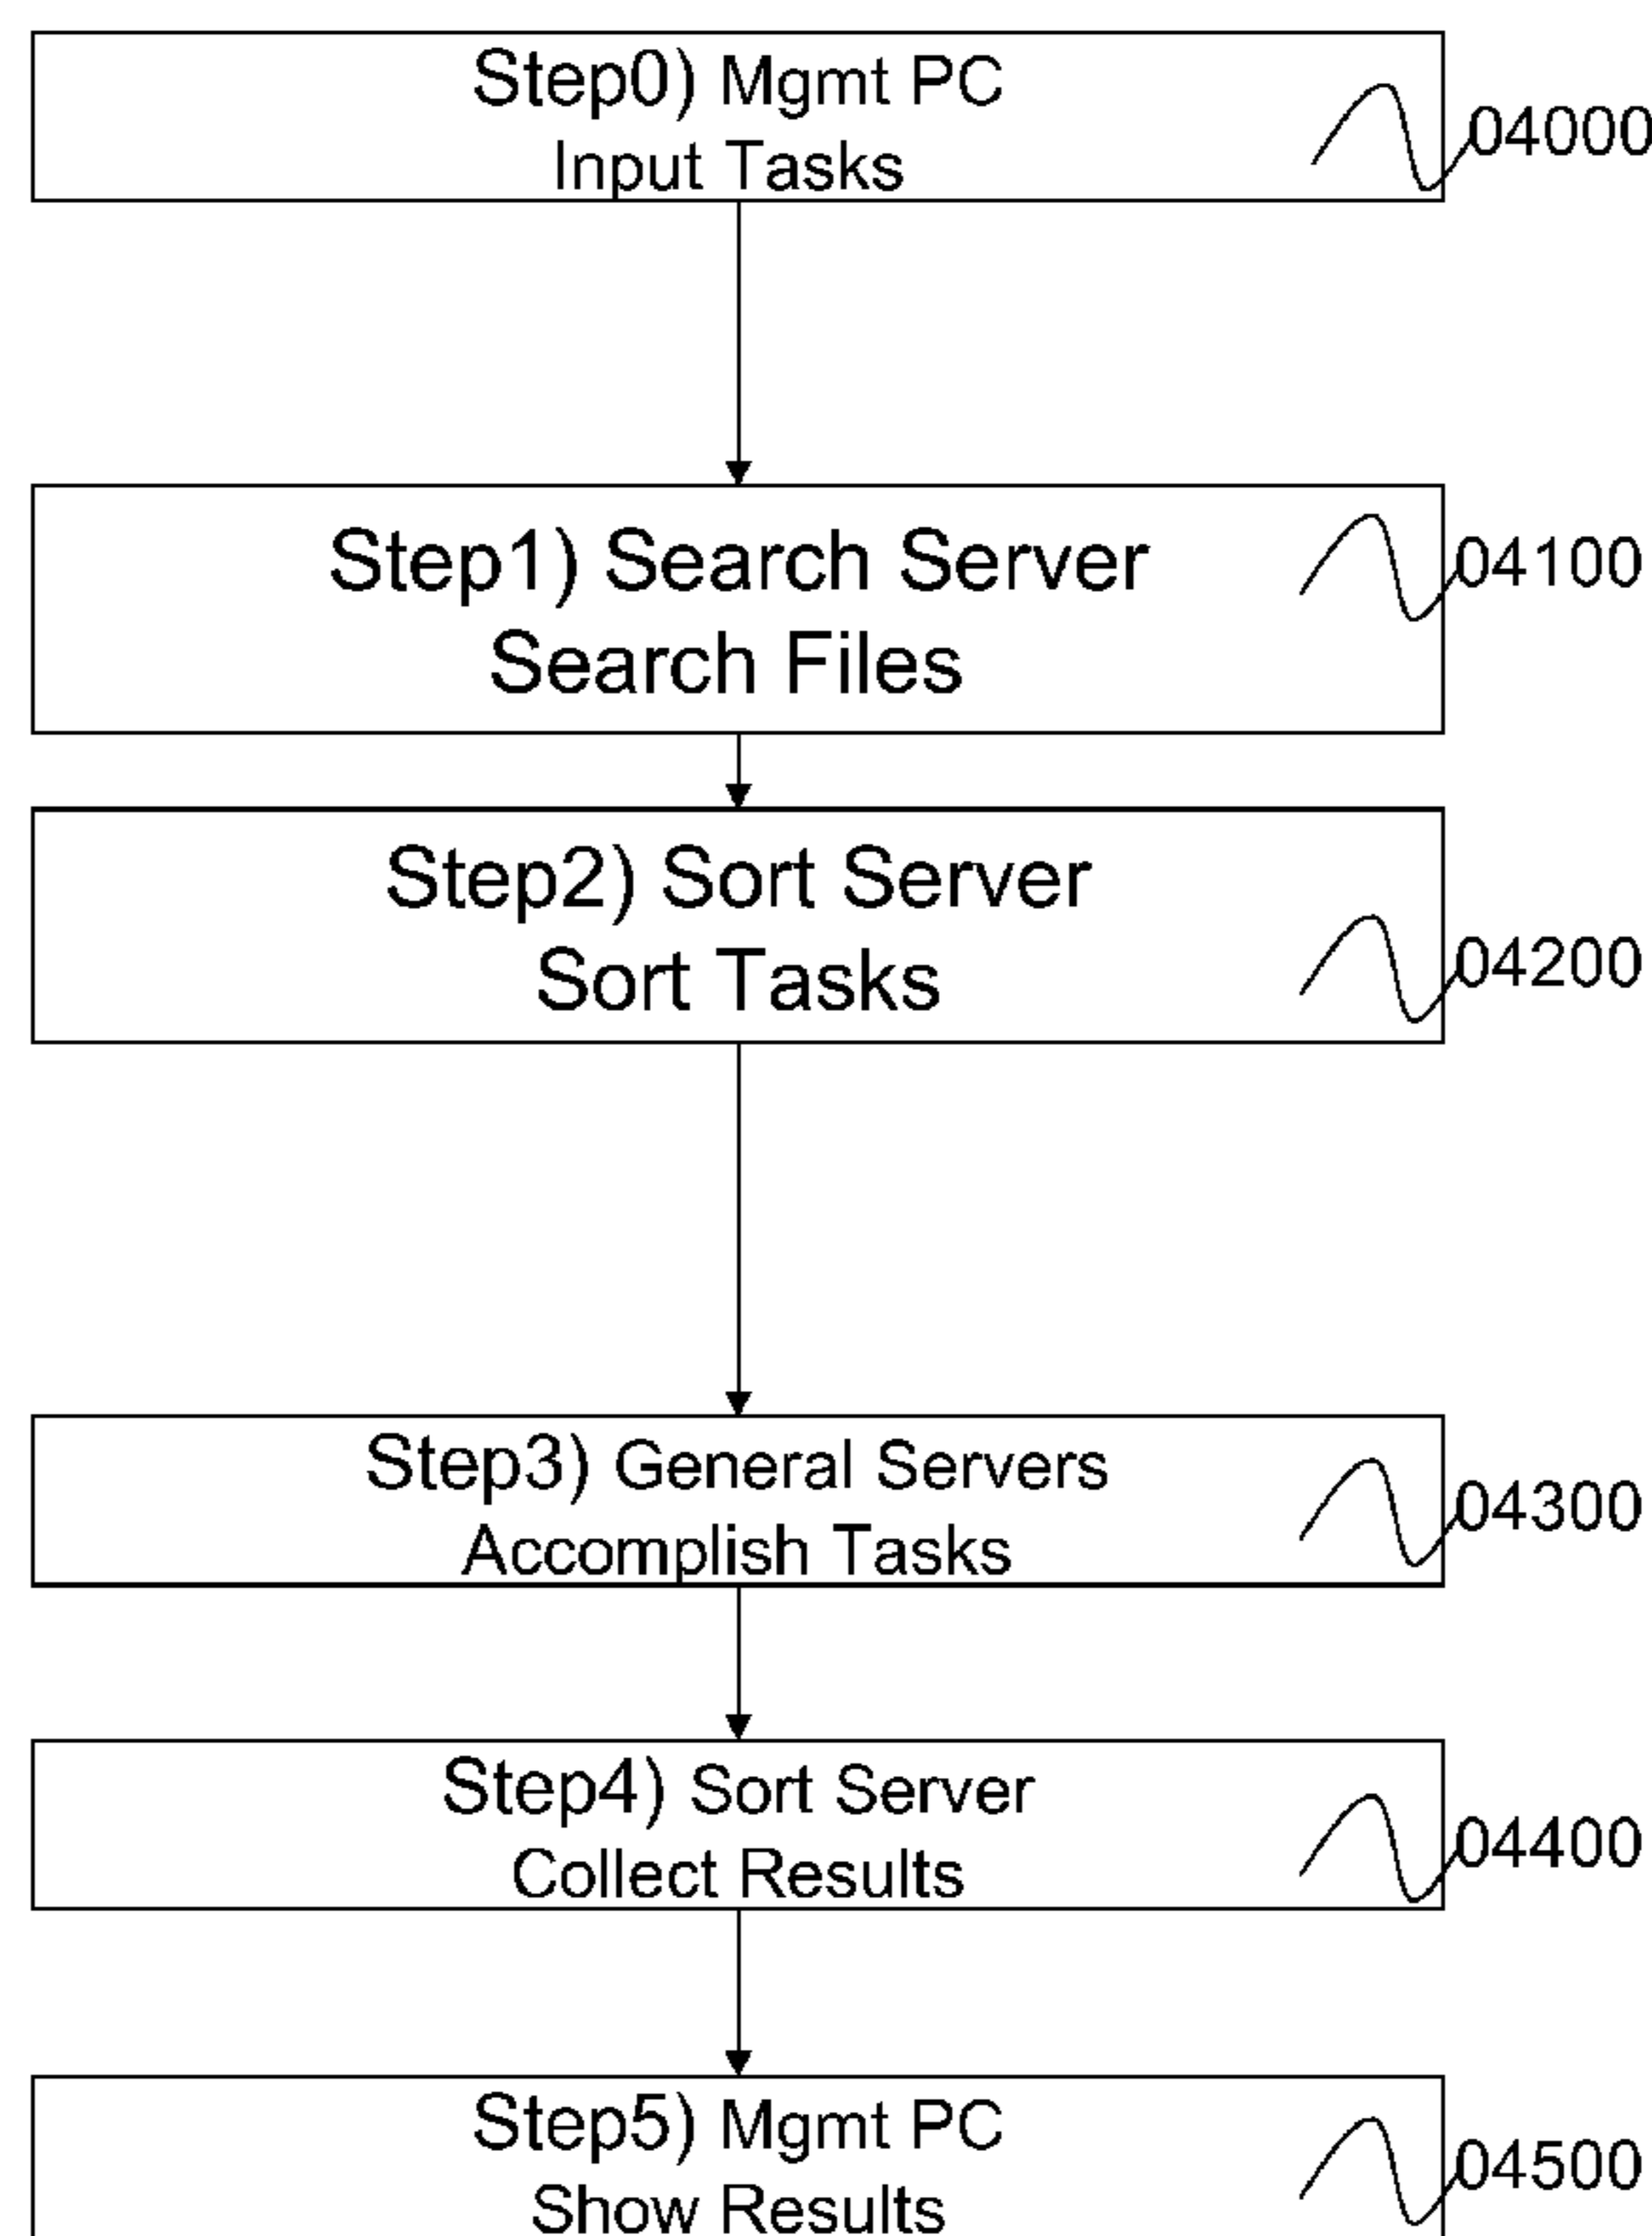 Step0) Mgmt PC
Input Tasks
04000
Step1) Search Server
Search Files
04100
Step2) Sort Server
Sort Tasks
04200
Step3) General Servers
Accomplish Tasks
04300
Step4) Sort Server
Collect Results
04400
Step5) Mgmt PC
Show Results
04500